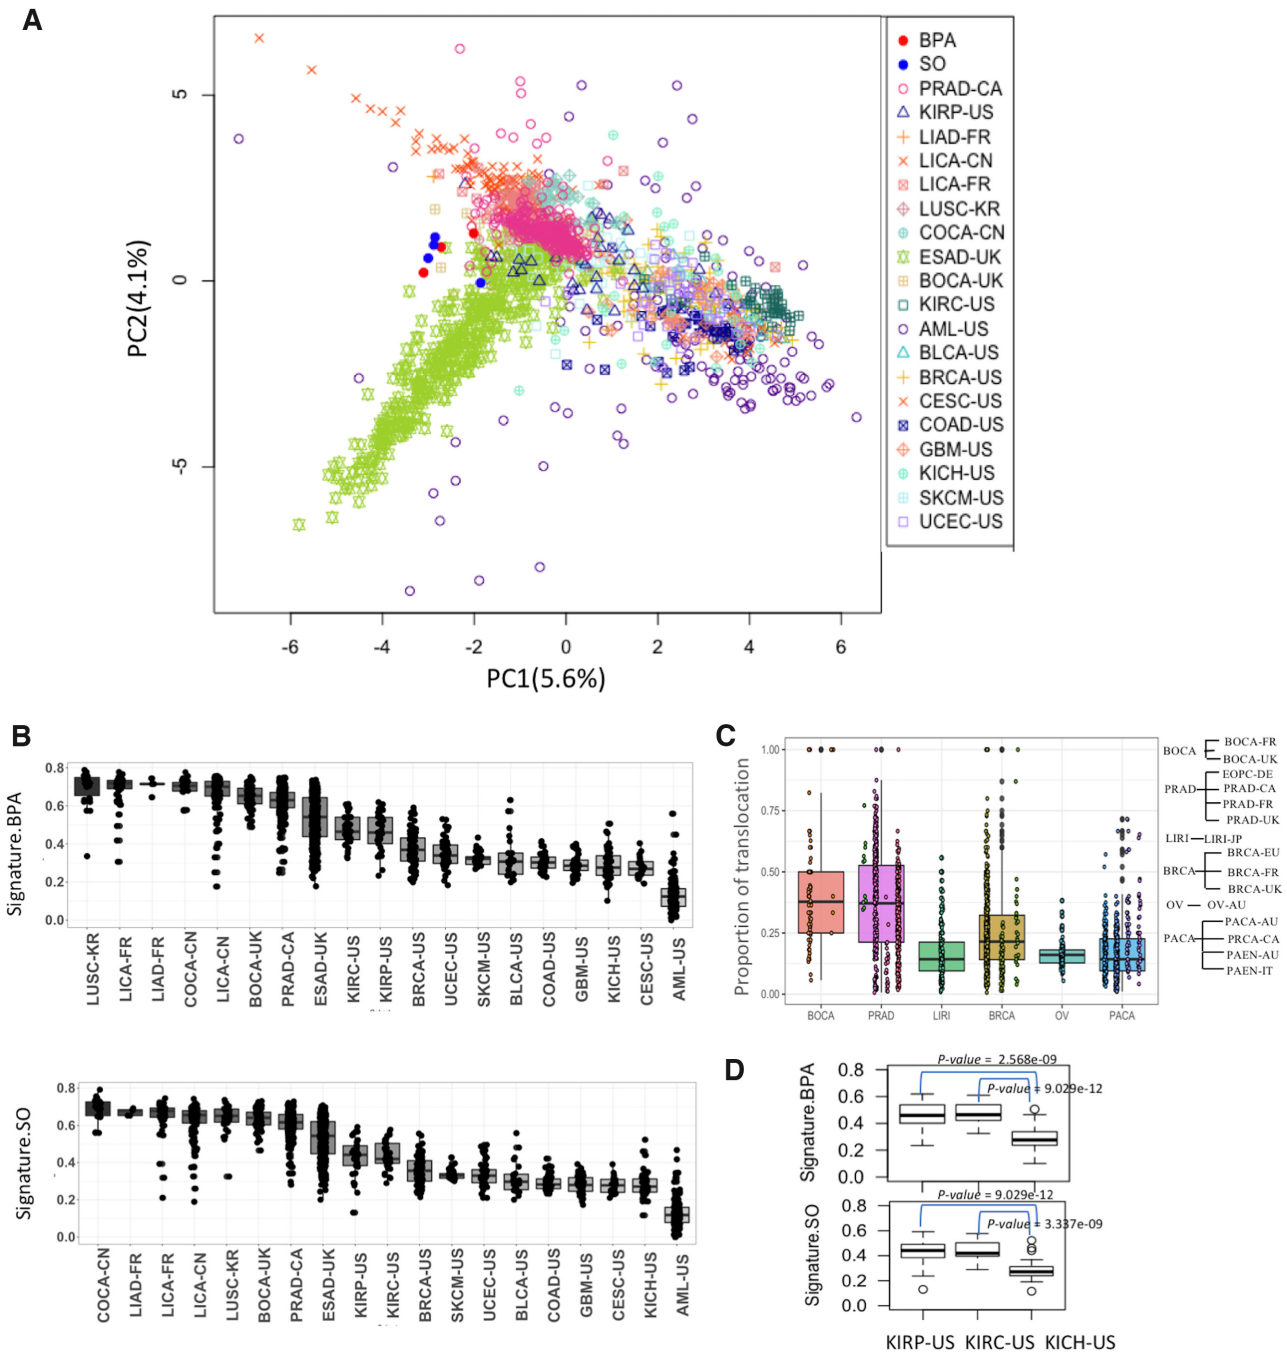 A
PC2(4.1%)
5
0
-5
-6
-4
-2
0
2
4
6
PC1(5.6%)
BPA
SO
PRAD-CA
KIRP-US
LIAD-FR
LICA-CN
LICA-FR
LUSC-KR
COCA-CN
ESAD-UK
BOCA-UK
KIRC-US
AML-US
BLCA-US
BRCA-US
CESC-US
COAD-US
GBM-US
KICH-US
SKCM-US
UCEC-US
B
Signature.BPA
0.8
0.6
0.4
0.2
0.0
LUSC-KR
LICA-FR
LIAD-FR
COCA-CN
LICA-CN
BOCA-UK
PRAD-CA
ESAD-UK
KIRC-US
KIRP-US
BRCA-US
UCEC-US
SKCM-US
BLCA-US
COAD-US
GBM-US
KICH-US
CESC-US
AML-US
Signature.SO
0.8
0.6
0.4
0.2
0.0
COCA-CN
LIAD-FR
LICA-FR
LICA-CN
LUSC-KR
BOCA-UK
PRAD-CA
ESAD-UK
KIRP-US
KIRC-US
BRCA-US
SKCM-US
UCEC-US
BLCA-US
COAD-US
GBM-US
CESC-US
KICH-US
AML-US
C
Proportion of translocation
1.00
0.75
0.50
0.25
0.00
BOCA
PRAD
LIRI
BRCA
OV
PACA
BOCA
BOCA-FR
BOCA-UK
PRAD
EOPC-DE
PRAD-CA
PRAD-FR
PRAD-UK
LIRI
LIRI-JP
BRCA
BRCA-EU
BRCA-FR
BRCA-UK
OV
OV-AU
PACA
PACA-AU
PRCA-CA
PAEN-AU
PAEN-IT
D
Signature.BPA
0.8
0.6
0.4
0.2
0.0
P-value = 2.568e-09
P-value = 9.029e-12
Signature.SO
0.8
0.6
0.4
0.2
0.0
P-value = 9.029e-12
P-value = 3.337e-09
KIRP-US
KIRC-US
KICH-US